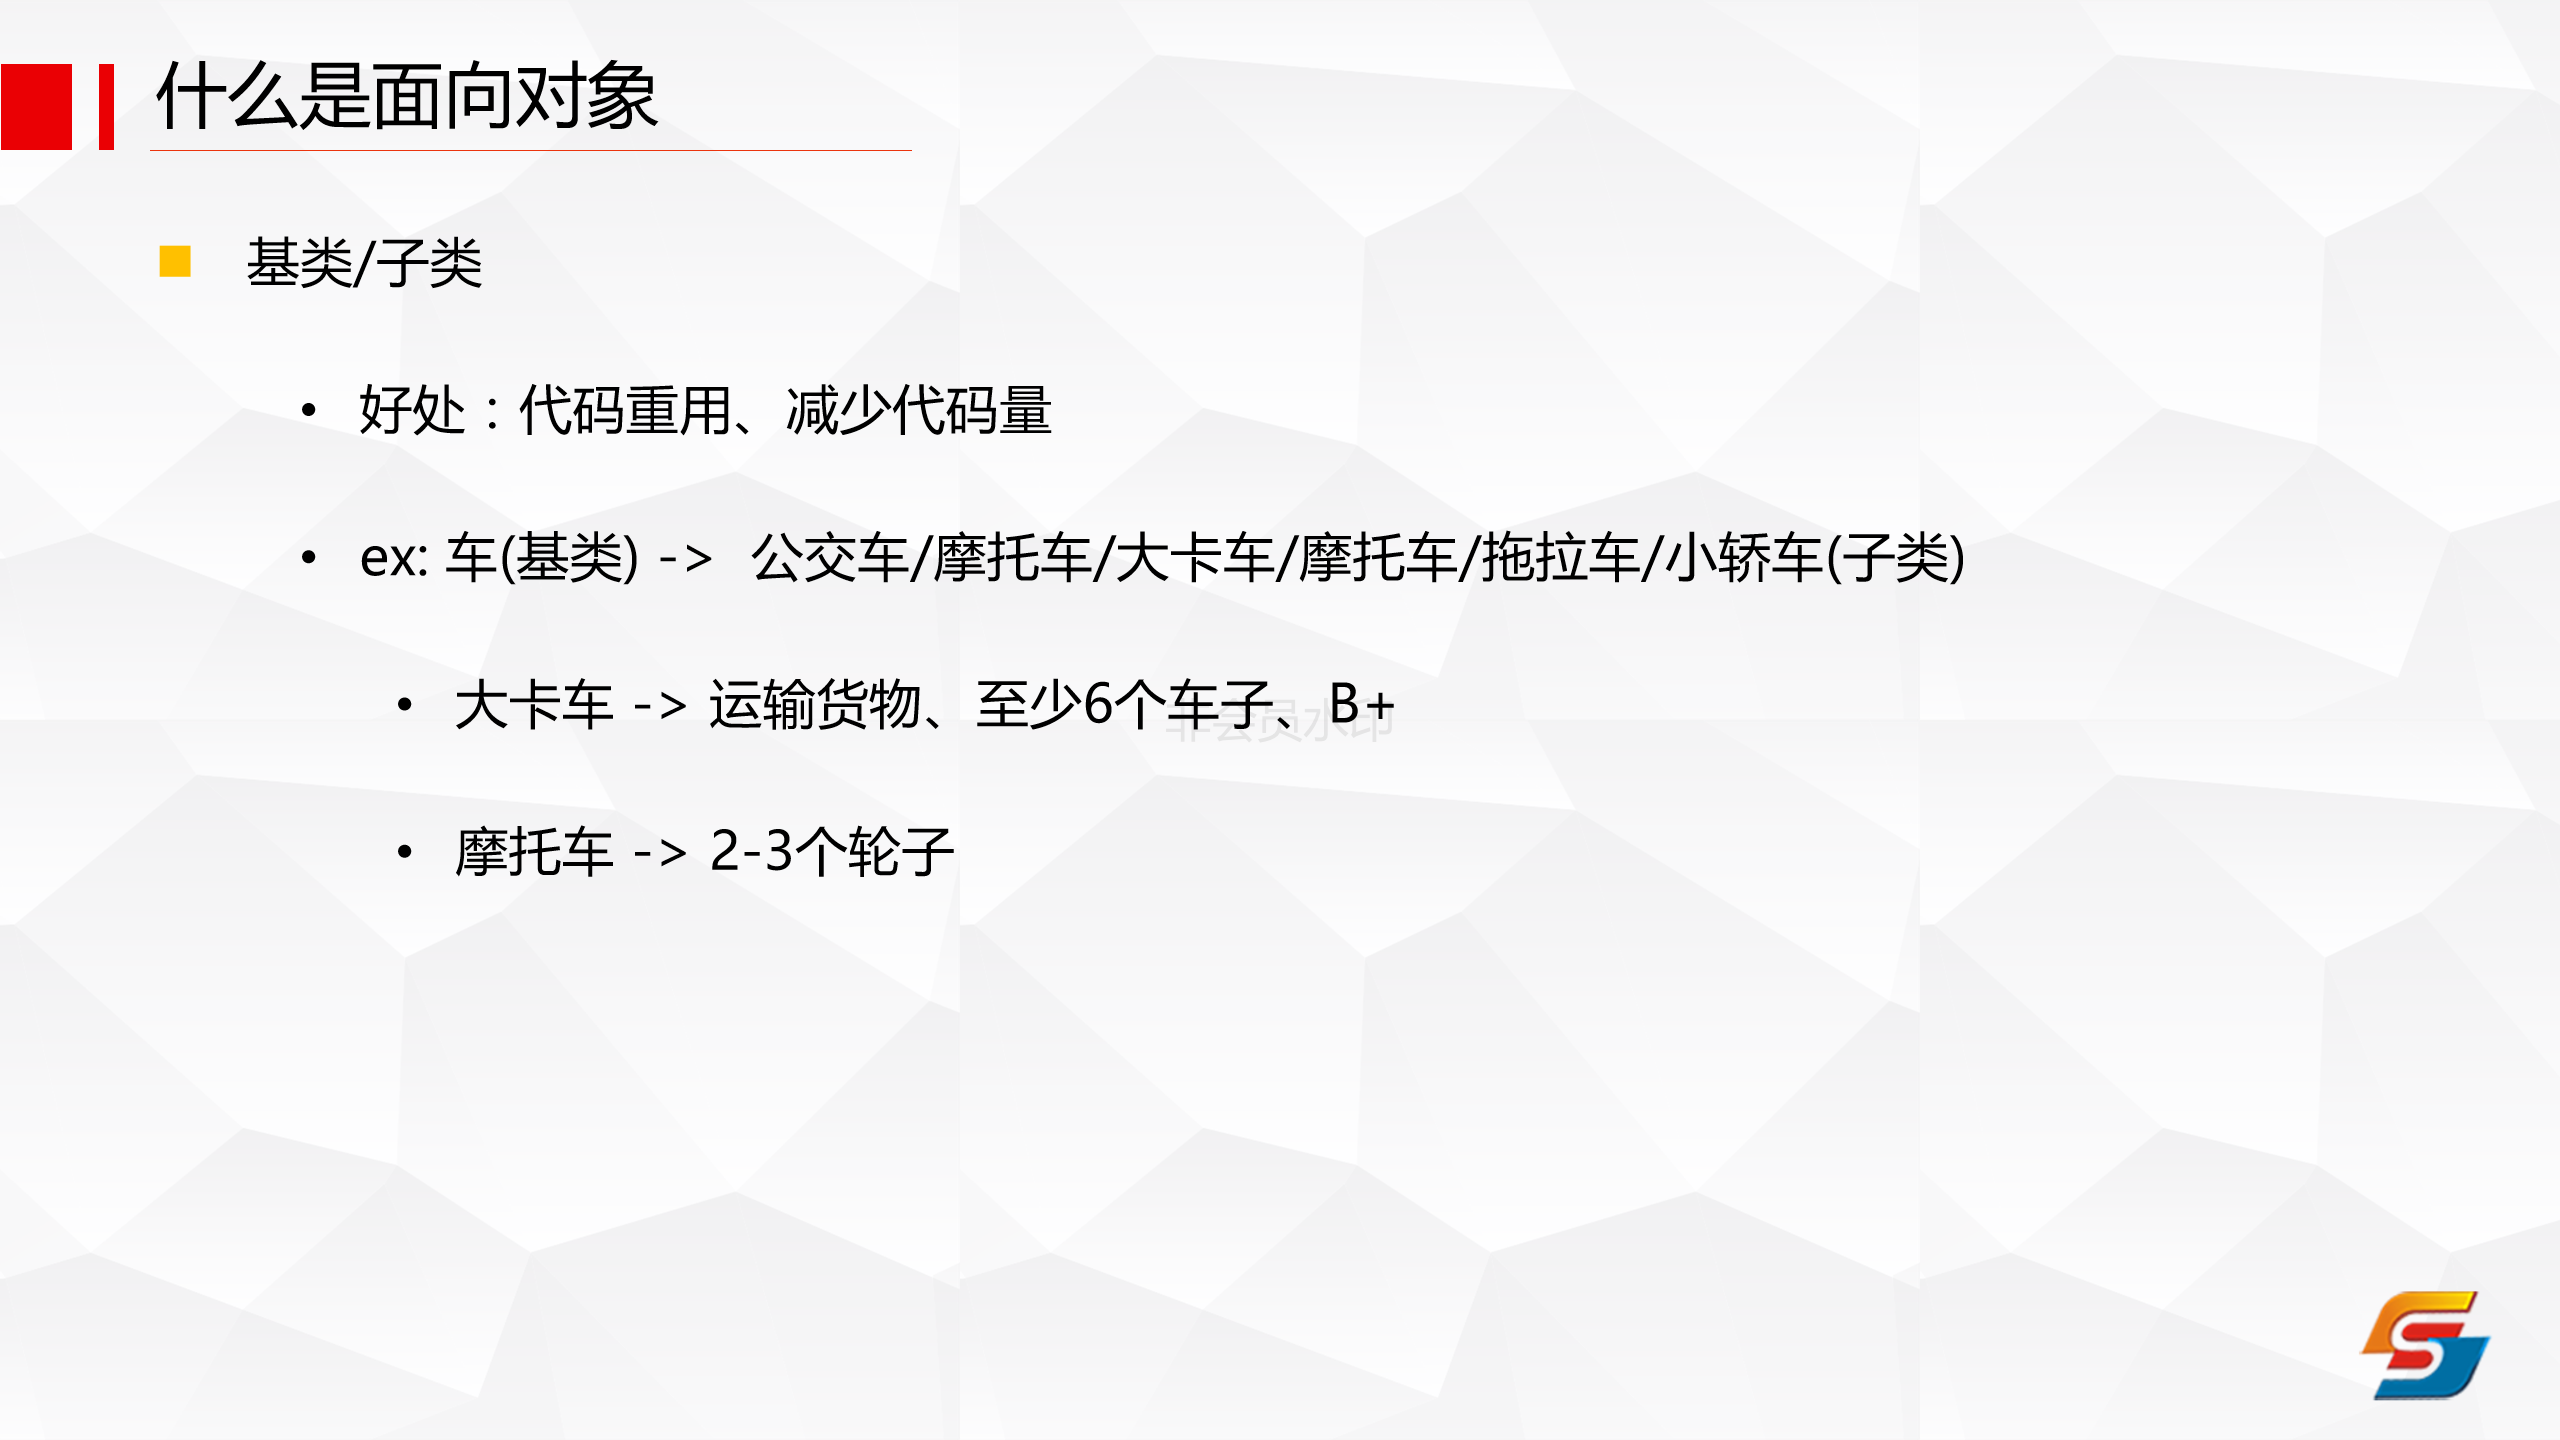 什么是面向对象
基类/子类
• 好处：代码重用、减少代码量
• ex: 车(基类) -> 公交车/摩托车/大卡车/摩托车/拖拉车/小轿车(子类)
• 大卡车 -> 运输货物、至少6个车子、B+
非会员水印
• 摩托车 -> 2-3个轮子